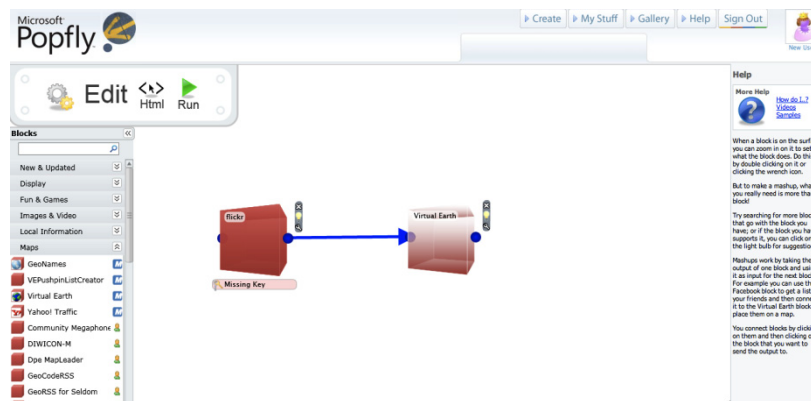 Microsoft
Popfly
Create
My Stuff
Gallery
Help
Sign Out
New Us
Edit
Html
Run
Blocks
New & Updated
Display
Fun & Games
Images & Video
Local Information
Maps
GeoNames
VEPushpinListCreator
Virtual Earth
Yahoo! Traffic
Community Megaphone
DIWICON-M
Dpe MapLeader
GeoCodeRSS
GeoRSS for Seldom
flickr
Missing Key
Virtual Earth
Help
More Help
How do I..?
Videos
Samples
When a block is on the surf
you can zoom in on it to set
what the block does. Do thi
by double clicking on it or
clicking the wrench icon.
But to make a mashup, wha
you really need is more tha
block!
Try searching for more bloc
that go with the block you
have; or if the block you ha
supports it, you can click on
the light bulb for suggestio
Mashups work by taking the
output of one block and usi
it as input for the next bloc
For example you can use th
Facebook block to get a list
your friends and then conne
it to the Virtual Earth block
place them on a map.
You connect blocks by clicki
on them and then clicking o
the block that you want to
send the output to.